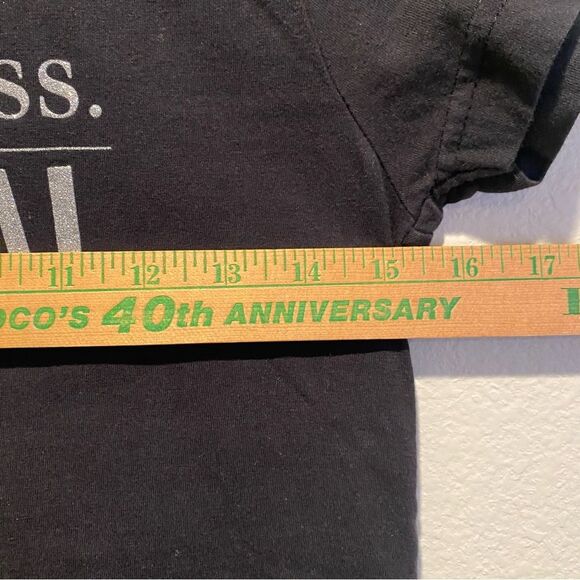 ss.
11 12 13 14 15 16 17
OCO'S 40th ANNIVERSARY